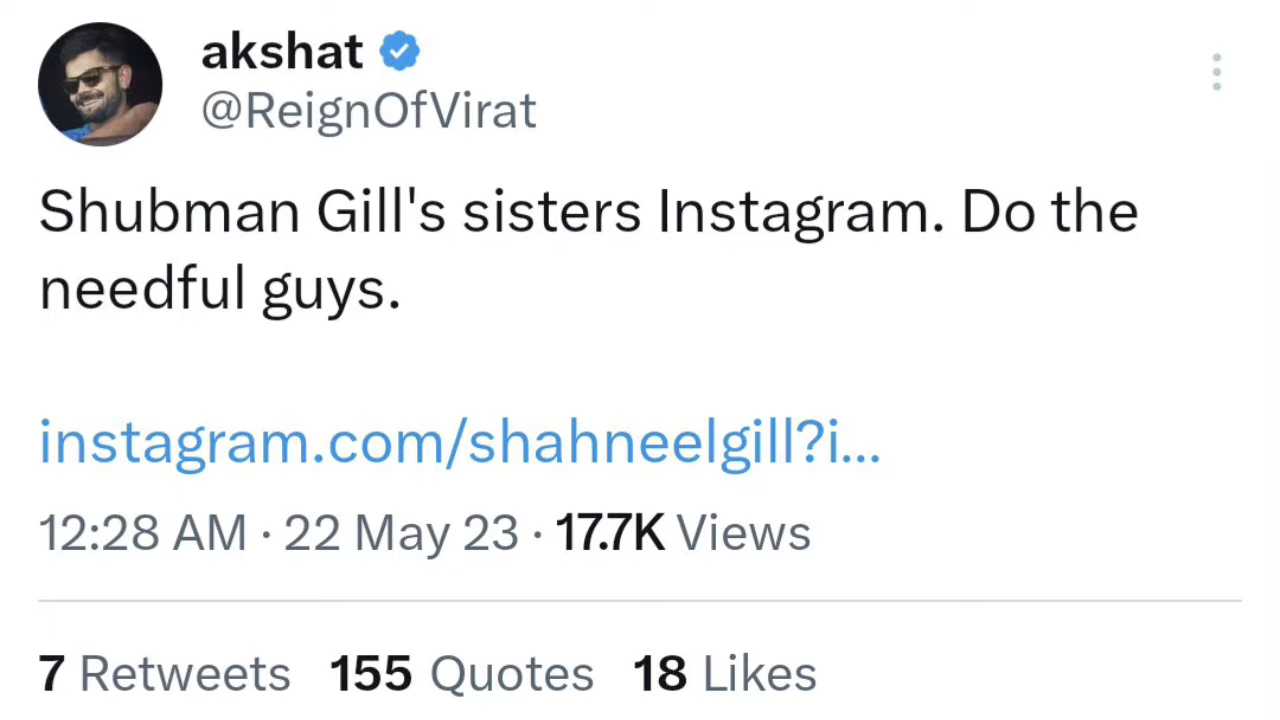 akshat
@ReignOfVirat
Shubman Gill's sisters Instagram. Do the
needful guys.
instagram.com/shahneelgill?i...
12:28 AM · 22 May 23 · 17.7K Views
7 Retweets 155 Quotes 18 Likes